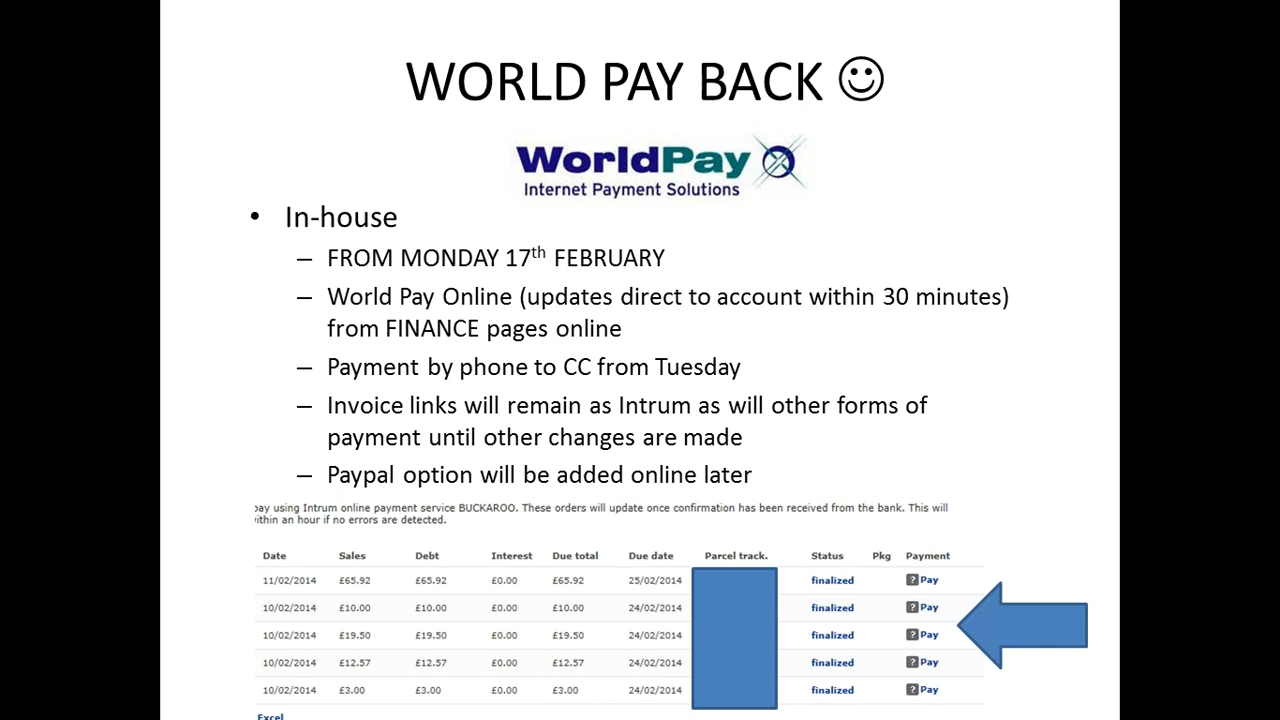 WORLD PAY BACK ☺
WorldPay
Internet Payment Solutions
• In-house
– FROM MONDAY 17th FEBRUARY
– World Pay Online (updates direct to account within 30 minutes)
from FINANCE pages online
– Payment by phone to CC from Tuesday
– Invoice links will remain as Intrum as will other forms of
payment until other changes are made
– Paypal option will be added online later
pay using Intrum online payment service BUCKAROO. These orders will update once confirmation has been received from the bank. This will
within an hour if no errors are detected.
Date Sales Debt Interest Due total Due date Parcel track. Status Pkg Payment
11/02/2014 £65.92 £65.92 £0.00 £65.92 25/02/2014 finalized ? Pay
10/02/2014 £10.00 £10.00 £0.00 £10.00 24/02/2014 finalized ? Pay
10/02/2014 £19.50 £19.50 £0.00 £19.50 24/02/2014 finalized ? Pay
10/02/2014 £12.57 £12.57 £0.00 £12.57 24/02/2014 finalized ? Pay
10/02/2014 £3.00 £3.00 £0.00 £3.00 24/02/2014 finalized ? Pay
Excel